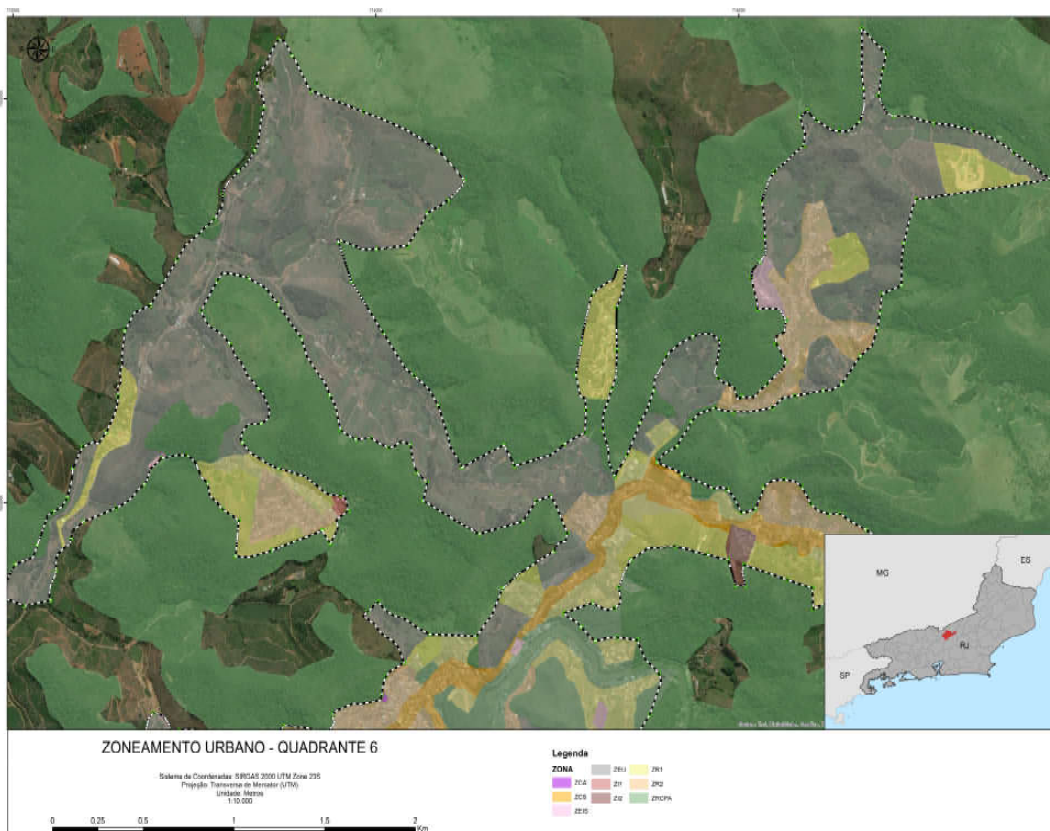 MG
ES
RJ
SP
ZONEAMENTO URBANO - QUADRANTE 6
Sistema de Coordenadas: SIRGAS 2000 UTM Zone 23S
Projeção: Transversa de Mercator (UTM)
Unidade: Metros
1:10.000
0 0,25 0,5 1 1,5 2
Km
Legenda
ZONA
ZCA
ZCS
ZEIS
ZEU
ZI1
ZI2
ZR1
ZR2
ZRCPA